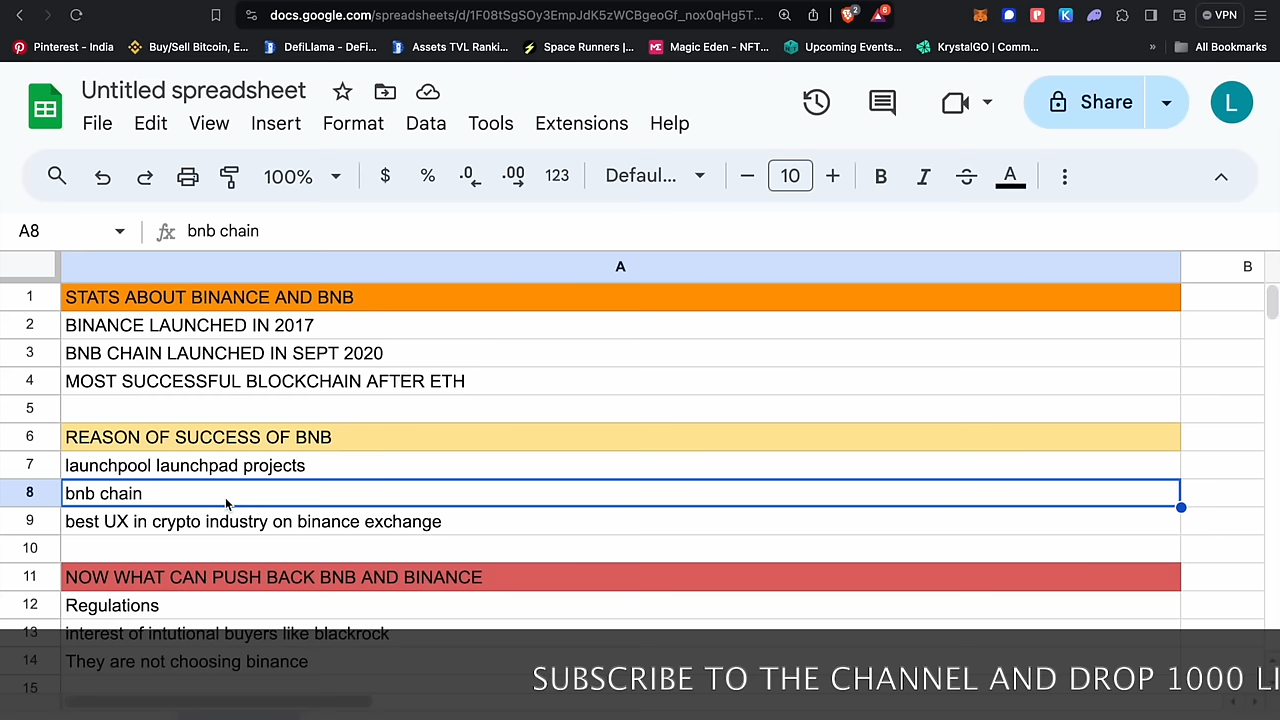 docs.google.com/spreadsheets/d/1F08tSgSOy3EmpJdK5zWCBgeoGf_nox0qHg5T...
2
6
VPN
Pinterest - India
Buy/Sell Bitcoin, E...
DefiLlama - DeFi...
Assets TVL Ranki...
Space Runners |...
Magic Eden - NFT...
Upcoming Events...
KrystalGO | Comm...
»
All Bookmarks
Untitled spreadsheet
Share
L
File Edit View Insert Format Data Tools Extensions Help
100% $ % .0 .00 123 Defaul... 10 B I S A
A8 fx bnb chain
A B
1 STATS ABOUT BINANCE AND BNB
2 BINANCE LAUNCHED IN 2017
3 BNB CHAIN LAUNCHED IN SEPT 2020
4 MOST SUCCESSFUL BLOCKCHAIN AFTER ETH
5
6 REASON OF SUCCESS OF BNB
7 launchpool launchpad projects
8 bnb chain
9 best UX in crypto industry on binance exchange
10
11 NOW WHAT CAN PUSH BACK BNB AND BINANCE
12 Regulations
13 interest of intutional buyers like blackrock
14 They are not choosing binance
15
SUBSCRIBE TO THE CHANNEL AND DROP 1000 LI